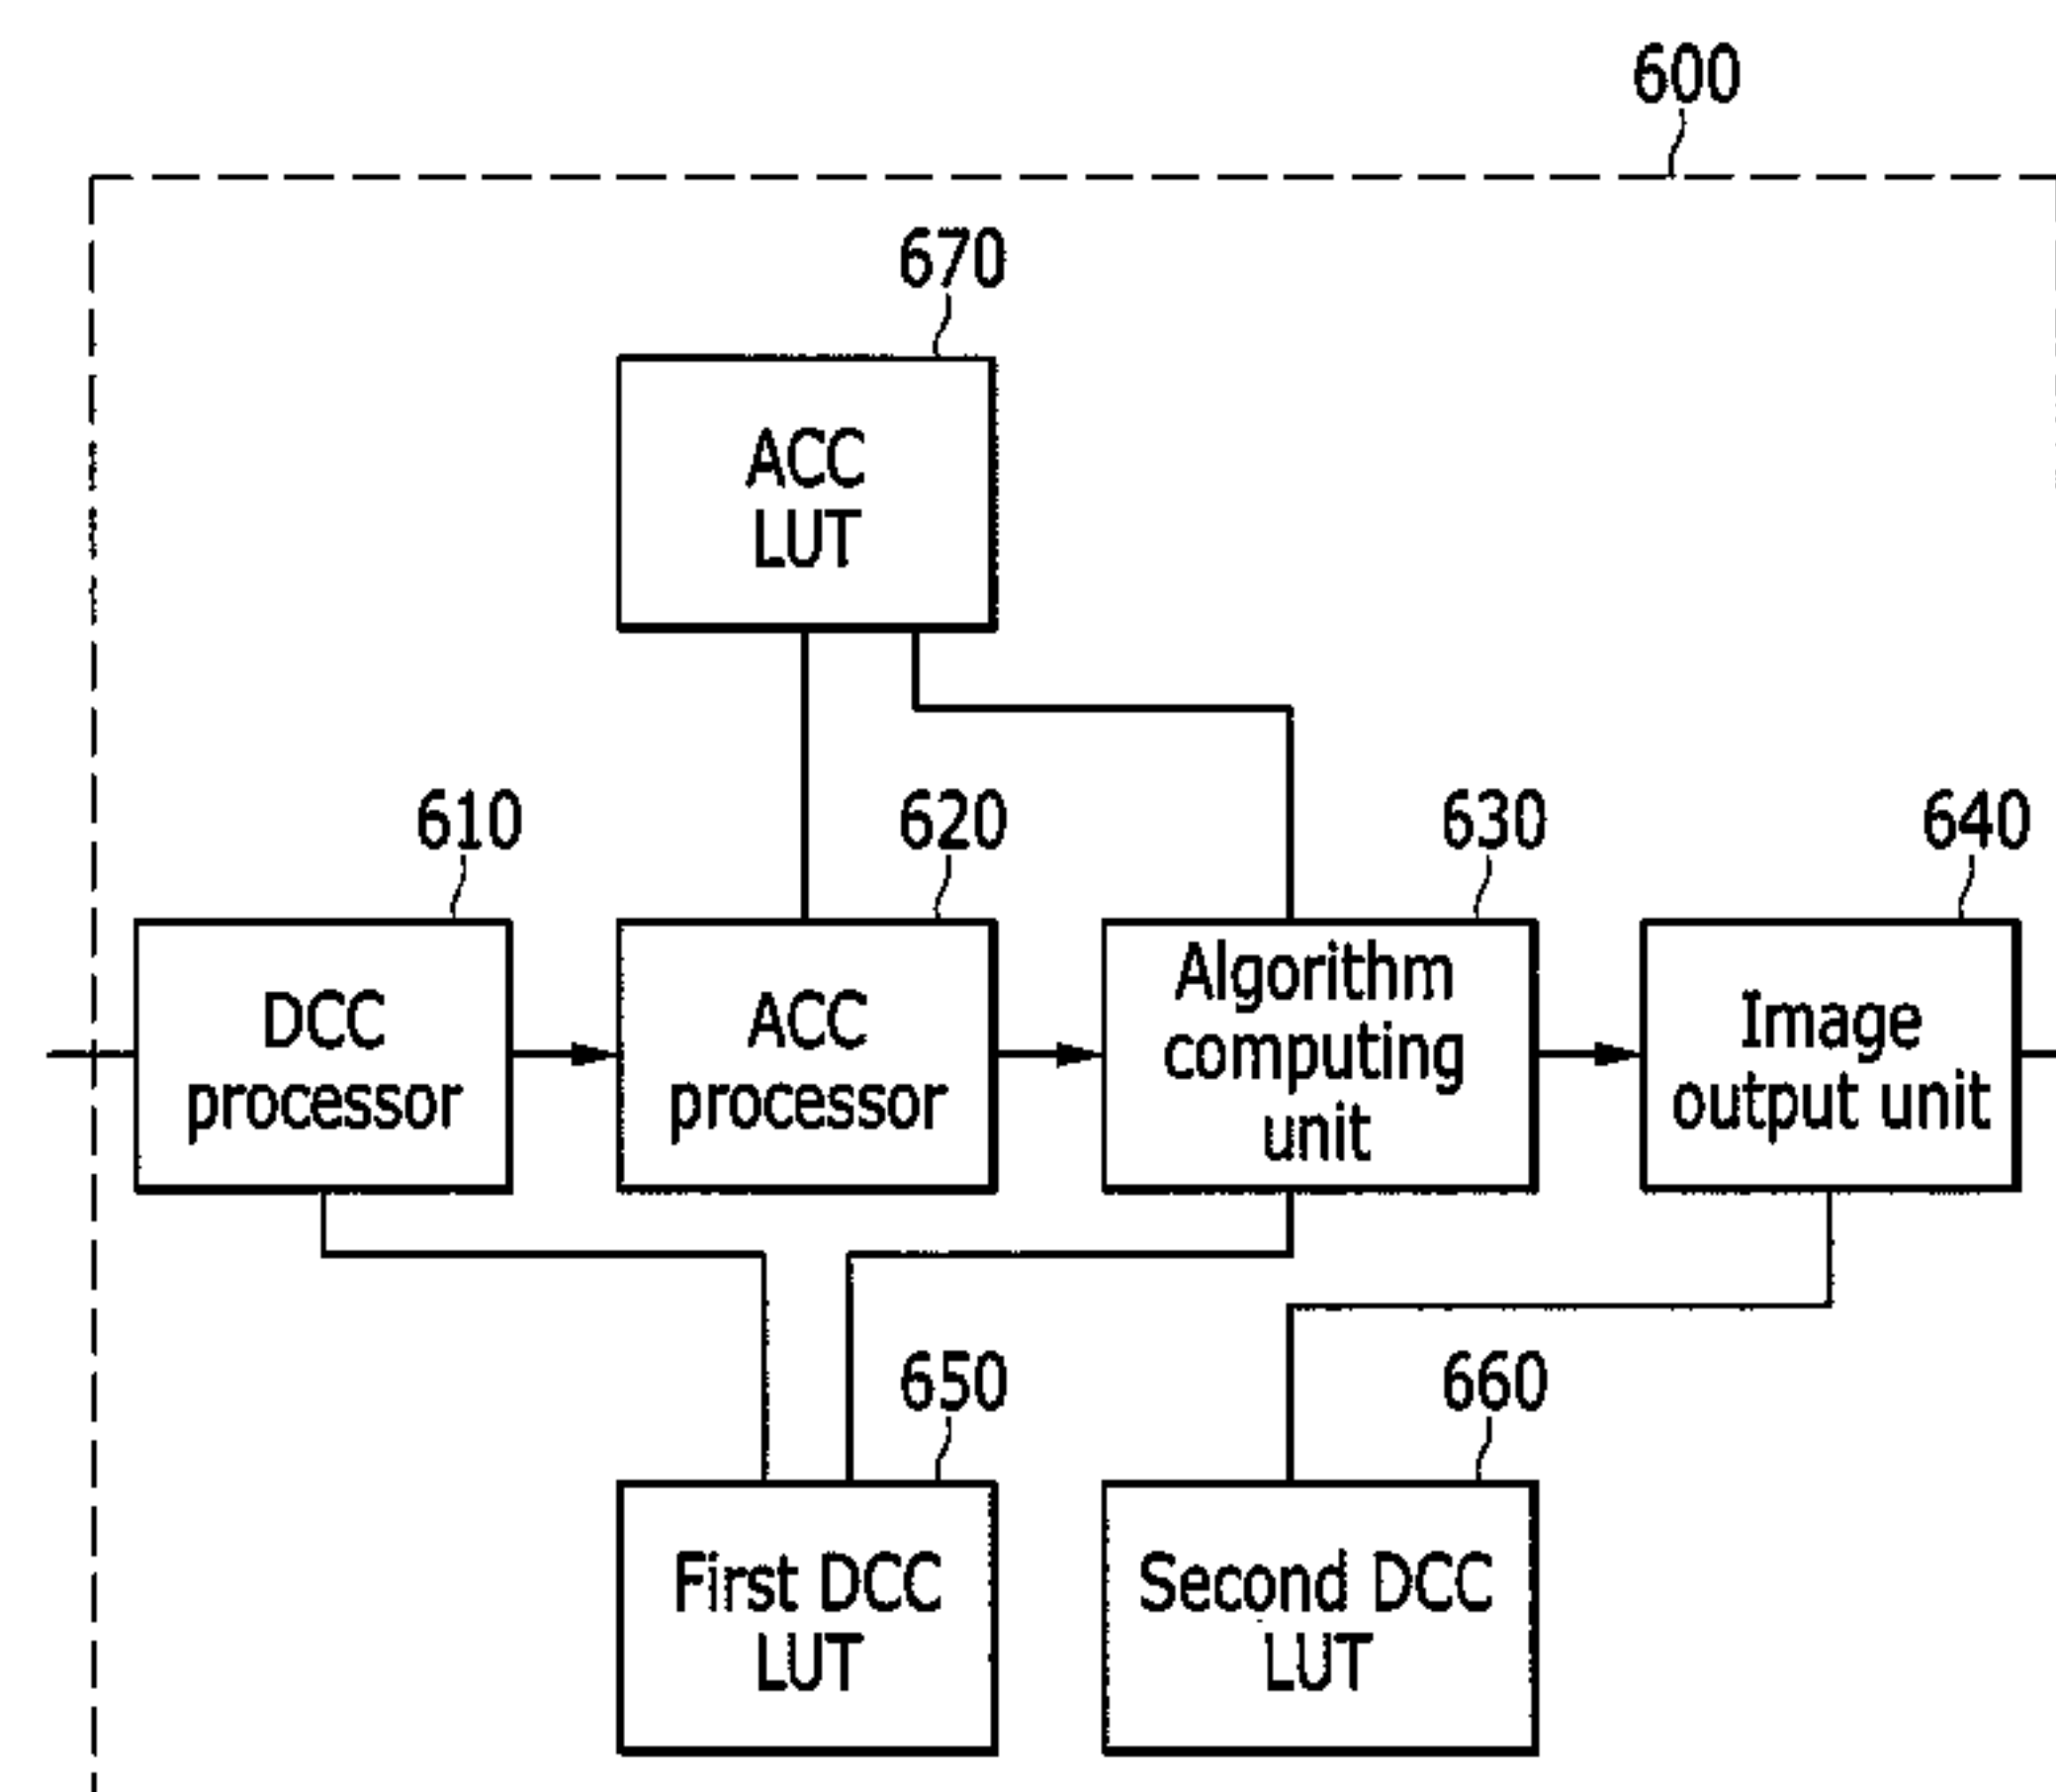 600
670
ACC
LUT
610
620
630
640
DCC
processor
ACC
processor
Algorithm
computing
unit
Image
output unit
650
660
First DCC
LUT
Second DCC
LUT